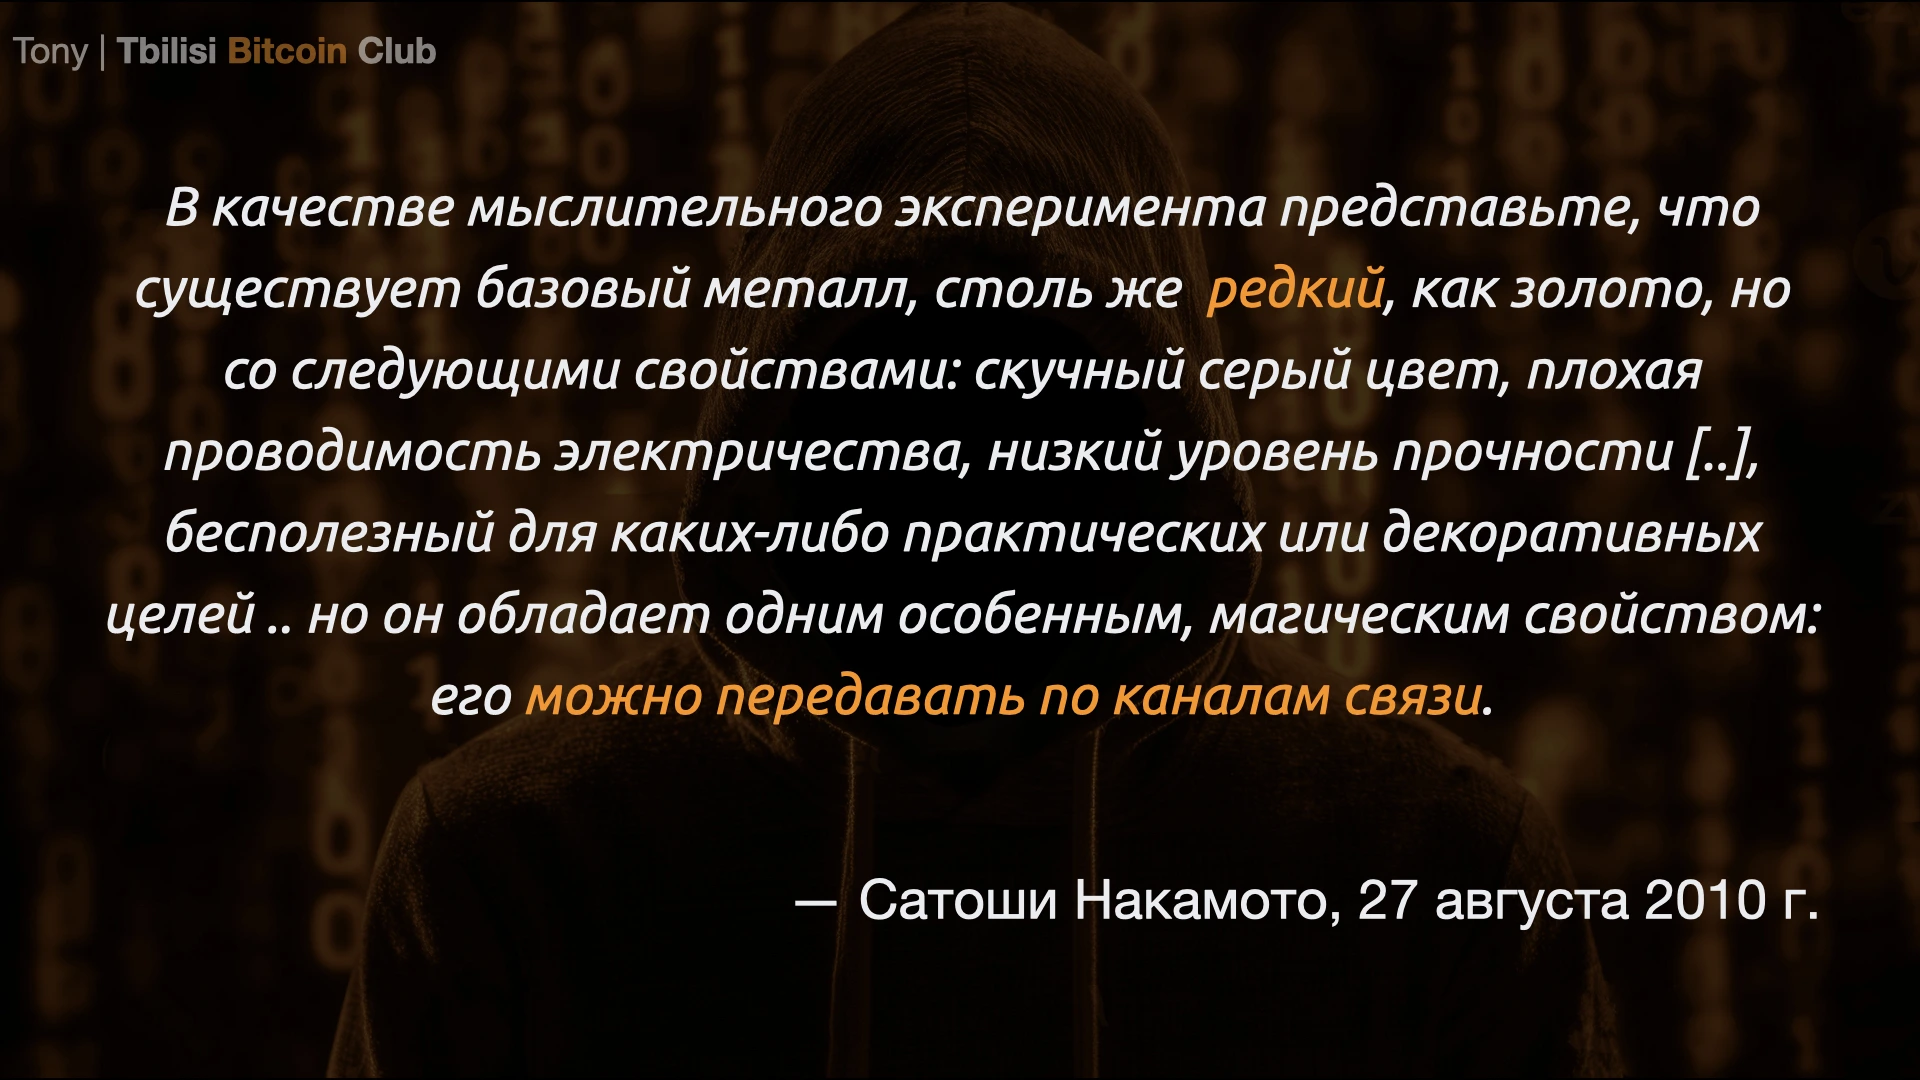 Tony | Tbilisi Bitcoin Club
В качестве мыслительного эксперимента представьте, что
существует базовый металл, столь же редкий, как золото, но
со следующими свойствами: скучный серый цвет, плохая
проводимость электричества, низкий уровень прочности [..],
бесполезный для каких-либо практических или декоративных
целей .. но он обладает одним особенным, магическим свойством:
его можно передавать по каналам связи.
— Сатоши Накамото, 27 августа 2010 г.